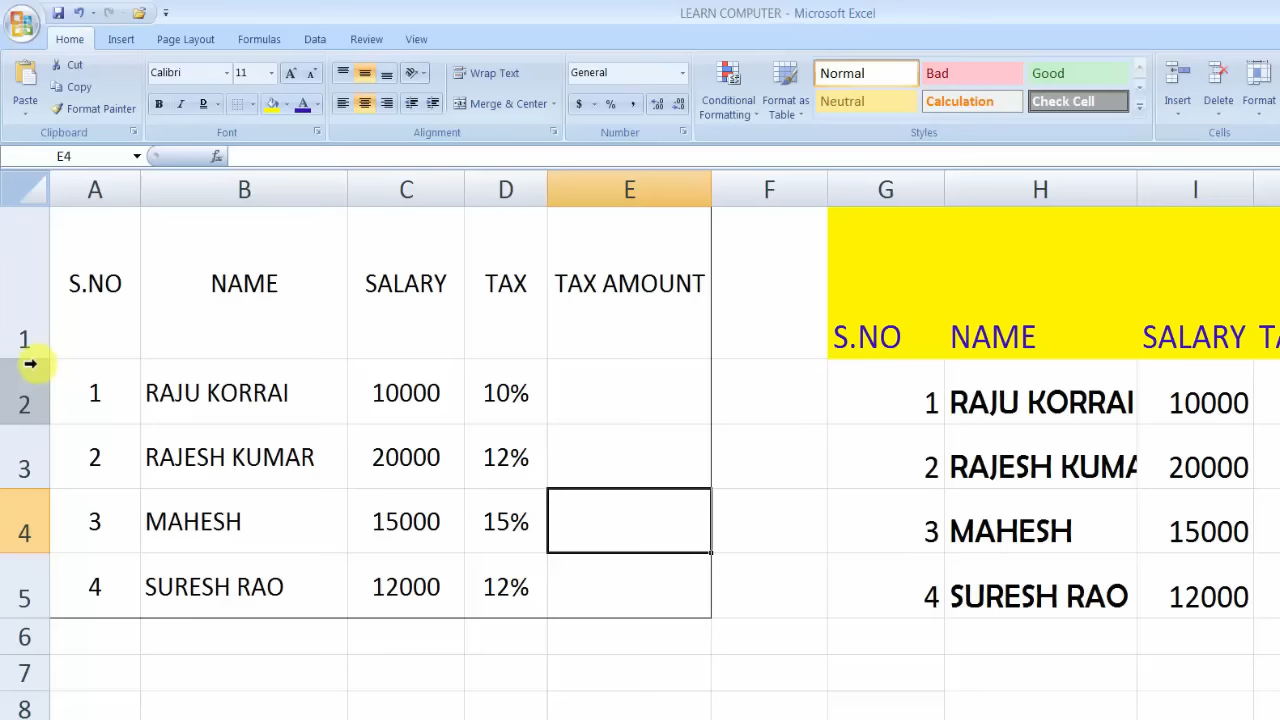 LEARN COMPUTER - Microsoft Excel
Home Insert Page Layout Formulas Data Review View
Paste
Cut
Copy
Format Painter
Clipboard
Calibri 11
B I D A
Font
Wrap Text
Merge & Center
Alignment
General
$ % ,
Number
Conditional Formatting
Format as Table
Normal Bad Good
Neutral Calculation Check Cell
Styles
Insert Delete Format
Cells
E4 fx
A B C D E F G H I
1 S.NO NAME SALARY TAX TAX AMOUNT S.NO NAME SALARY TA
2 1 RAJU KORRAI 10000 10% 1 RAJU KORRAI 10000
3 2 RAJESH KUMAR 20000 12% 2 RAJESH KUMA 20000
4 3 MAHESH 15000 15% 3 MAHESH 15000
5 4 SURESH RAO 12000 12% 4 SURESH RAO 12000
6
7
8